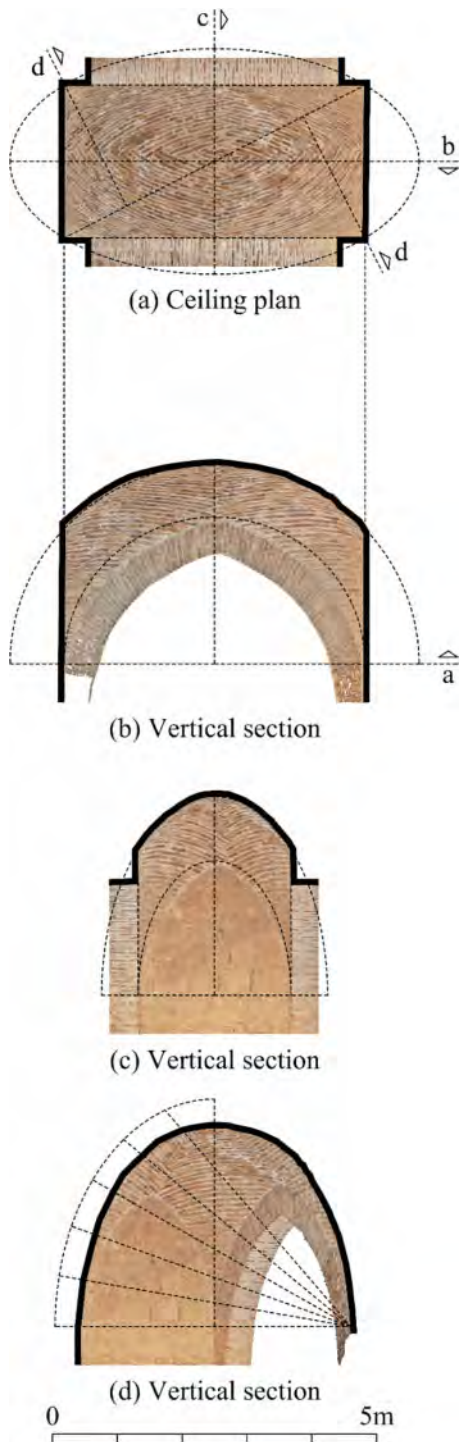 c
d
b
d
(a) Ceiling plan
a
(b) Vertical section
(c) Vertical section
(d) Vertical section
0 5m